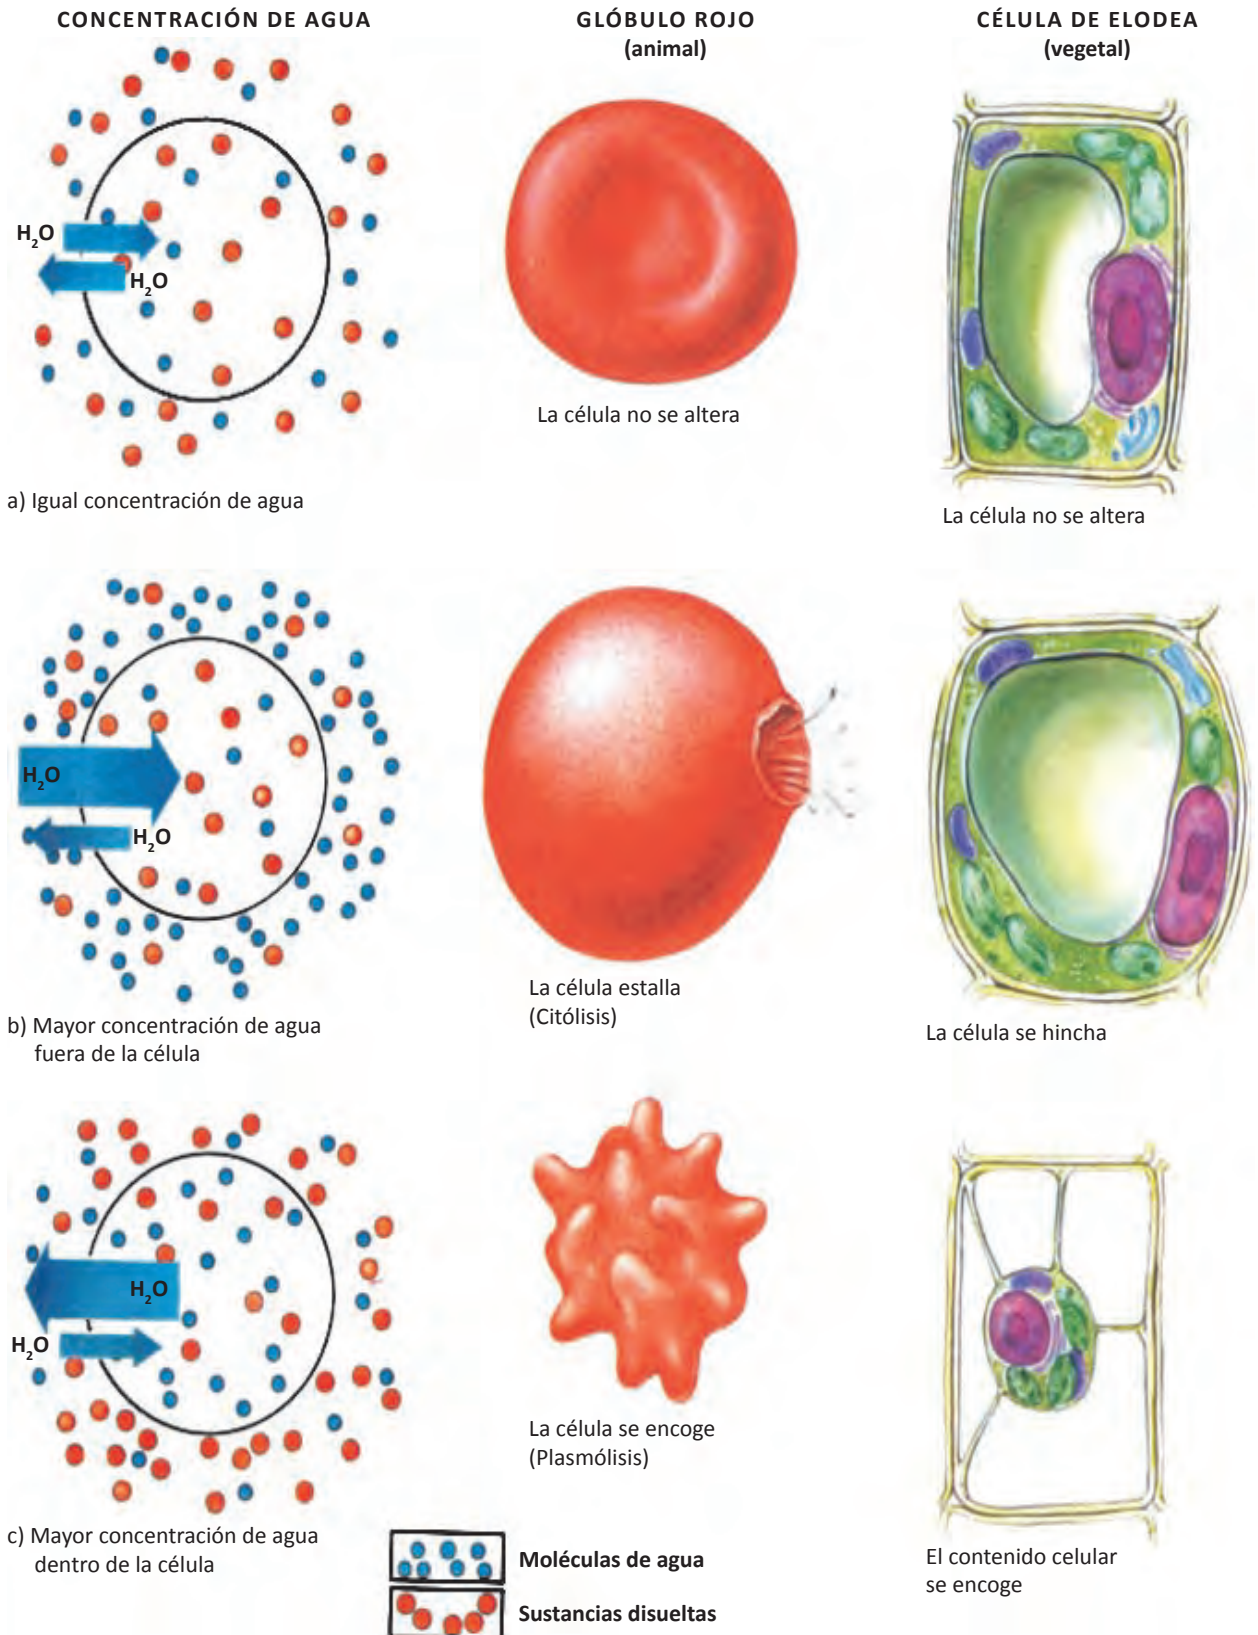 CONCENTRACIÓN DE AGUA
GLÓBULO ROJO
(animal)
CÉLULA DE ELODEA
(vegetal)
H₂O
H₂O
La célula no se altera
a) Igual concentración de agua
La célula no se altera
H₂O
H₂O
La célula estalla
(Citólisis)
b) Mayor concentración de agua
fuera de la célula
La célula se hincha
H₂O
H₂O
La célula se encoge
(Plasmólisis)
c) Mayor concentración de agua
dentro de la célula
El contenido celular
se encoge
Moléculas de agua
Sustancias disueltas